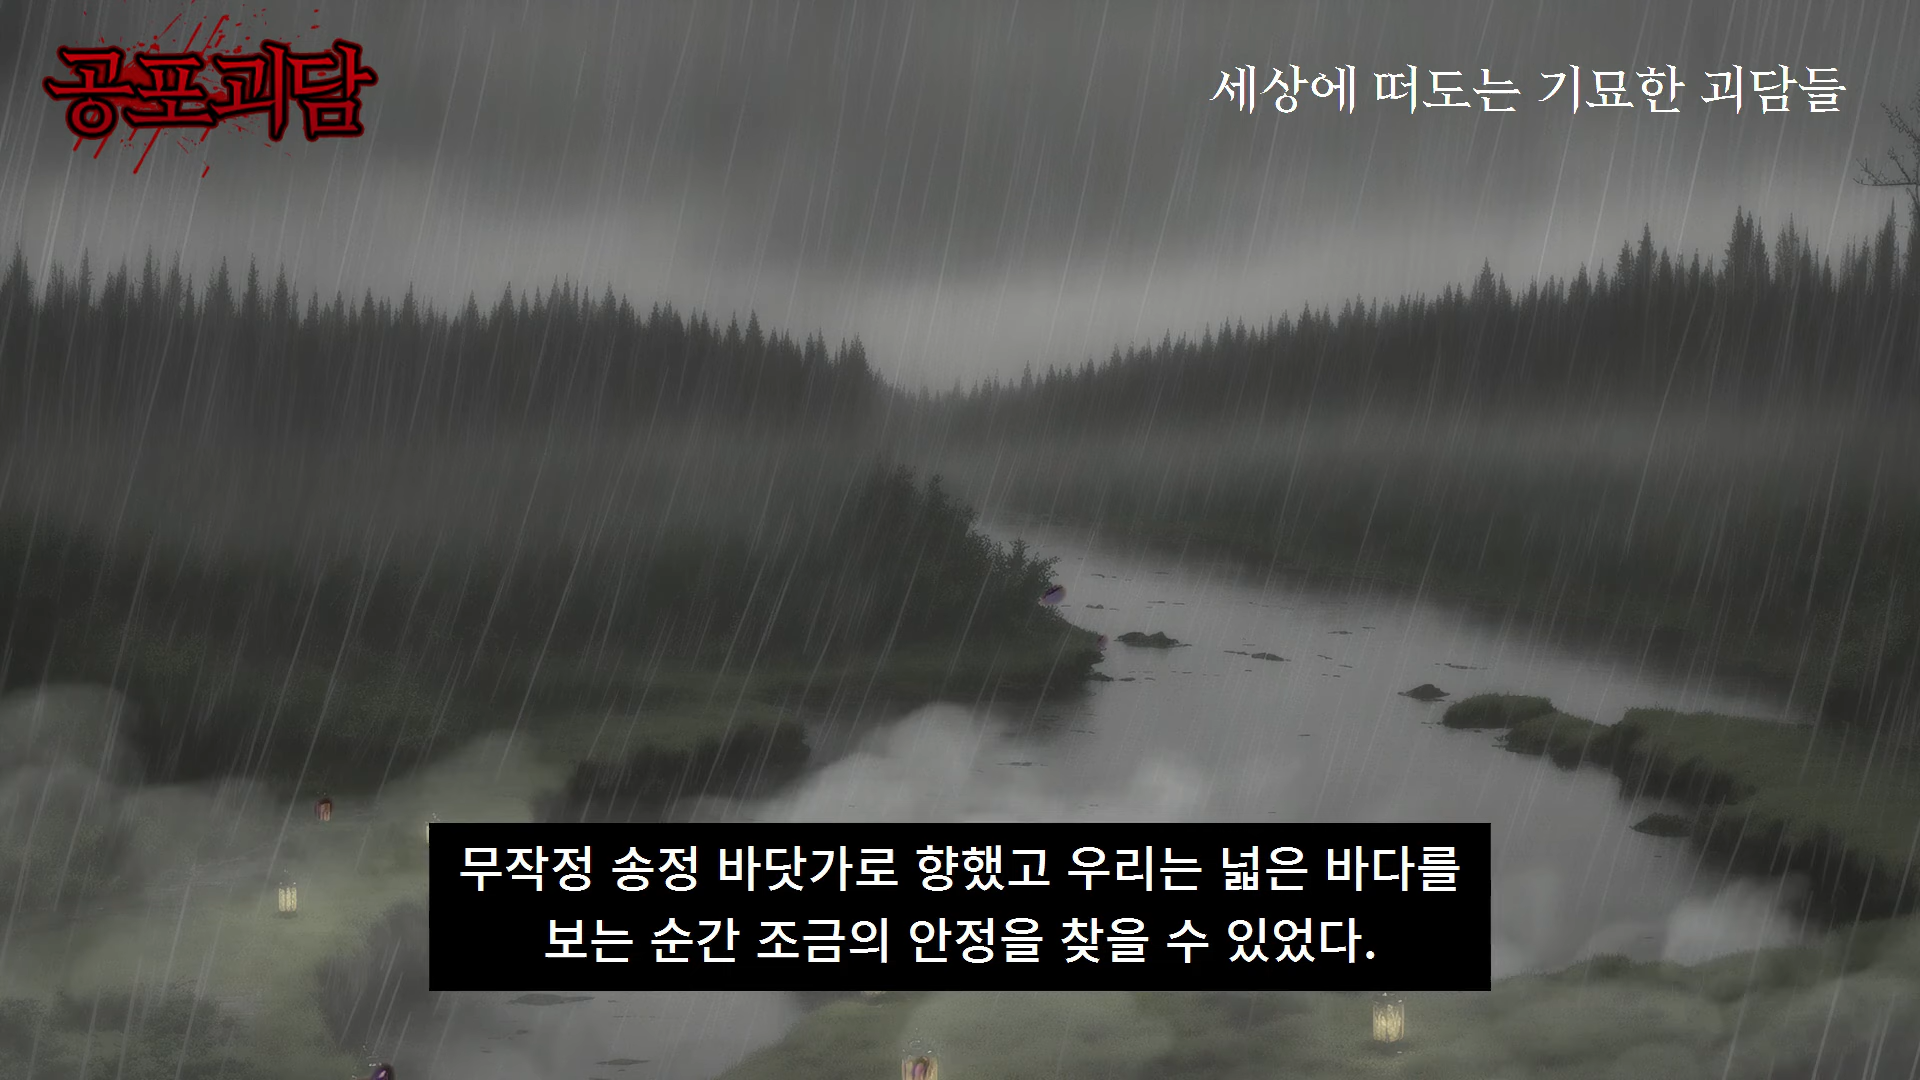 공포괴담
세상에 떠도는 기묘한 괴담들
무작정 송정 바닷가로 향했고 우리는 넓은 바다를
보는 순간 조금의 안정을 찾을 수 있었다.